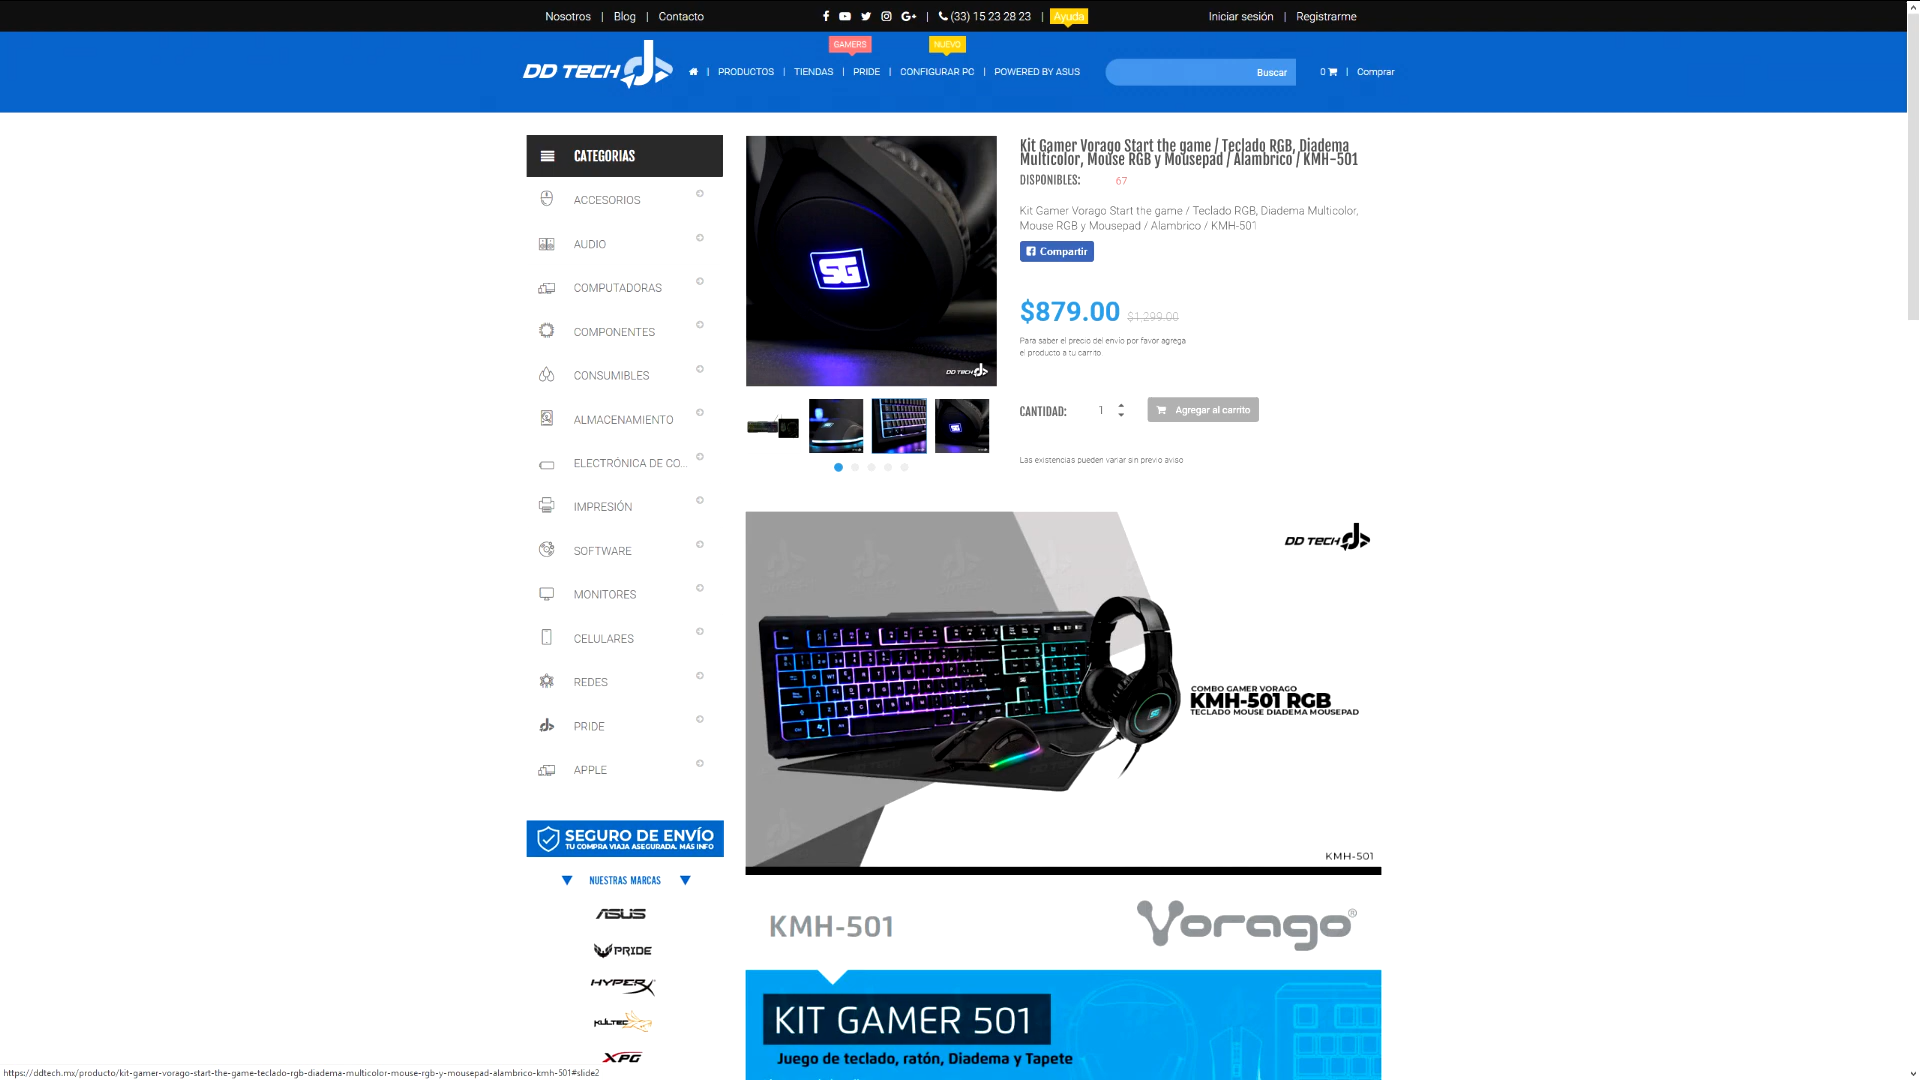 Nosotros | Blog | Contacto
| (33) 15 23 28 23 | Ayuda
Iniciar sesión | Registrarme
GAMERS
NUEVO
DD TECH
| PRODUCTOS | TIENDAS | PRIDE | CONFIGURAR PC | POWERED BY ASUS
Buscar
0 | Comprar
CATEGORIAS
ACCESORIOS
AUDIO
COMPUTADORAS
COMPONENTES
CONSUMIBLES
ALMACENAMIENTO
ELECTRÓNICA DE CO...
IMPRESIÓN
SOFTWARE
MONITORES
CELULARES
REDES
PRIDE
APPLE
SEGURO DE ENVÍO
TU COMPRA VIAJA ASEGURADA. MÁS INFO
NUESTRAS MARCAS
ASUS
PRIDE
HYPERX
KULTEC
XPG
SG
DD TECH
Kit Gamer Vorago Start the game / Teclado RGB, Diadema
Multicolor, Mouse RGB y Mousepad / Alambrico / KMH-501
DISPONIBLES: 67
Kit Gamer Vorago Start the game / Teclado RGB, Diadema Multicolor,
Mouse RGB y Mousepad / Alambrico / KMH-501
Compartir
$879.00 $1,299.00
Para saber el precio del envío por favor agrega
el producto a tu carrito
CANTIDAD: 1 Agregar al carrito
Las existencias pueden variar sin previo aviso
DD TECH
COMBO GAMER VORAGO
KMH-501 RGB
TECLADO MOUSE DIADEMA MOUSEPAD
DD TECH
KMH-501
KMH-501
Vorago®
KIT GAMER 501
Juego de teclado, ratón, Diadema y Tapete
https://ddtech.mx/producto/kit-gamer-vorago-start-the-game-teclado-rgb-diadema-multicolor-mouse-rgb-y-mousepad-alambrico-kmh-501#slide2